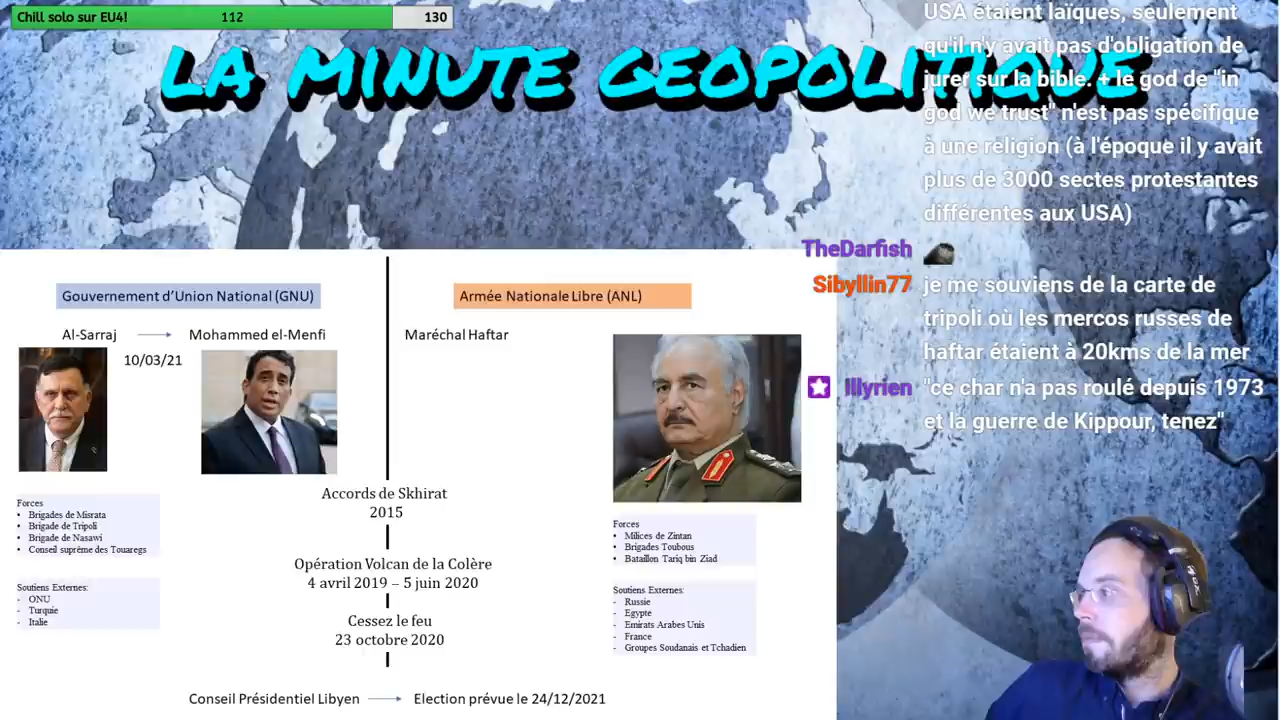 Chill solo sur EU4!
112
130
LA MINUTE GEOPOLITIQUE
USA étaient laïques, seulement
qu'il n'y avait pas d'obligation de
jurer sur la bible. + le god de "in
god we trust" n'est pas spécifique
à une religion (à l'époque il y avait
plus de 3000 sectes protestantes
différentes aux USA)
TheDarfish
Sibyllin77 je me souviens de la carte de
tripoli où les mercos russes de
haftar étaient à 20kms de la mer
Illyrien "ce char n'a pas roulé depuis 1973
et la guerre de Kippour, tenez"
Gouvernement d'Union National (GNU)
Al-Sarraj
Mohammed el-Menfi
10/03/21
Forces
• Brigades de Misrata
• Brigade de Tripoli
• Brigade de Nasawi
• Conseil suprême des Touaregs
Soutiens Externes:
- ONU
- Turquie
- Italie
Armée Nationale Libre (ANL)
Maréchal Haftar
Forces
• Milices de Zintan
• Brigades Toubous
• Bataillon Tariq bin Ziad
Soutiens Externes:
- Russie
- Egypte
- Emirats Arabes Unis
- France
- Groupes Soudanais et Tchadien
Accords de Skhirat
2015
Opération Volcan de la Colère
4 avril 2019 – 5 juin 2020
Cessez le feu
23 octobre 2020
Conseil Présidentiel Libyen
Election prévue le 24/12/2021